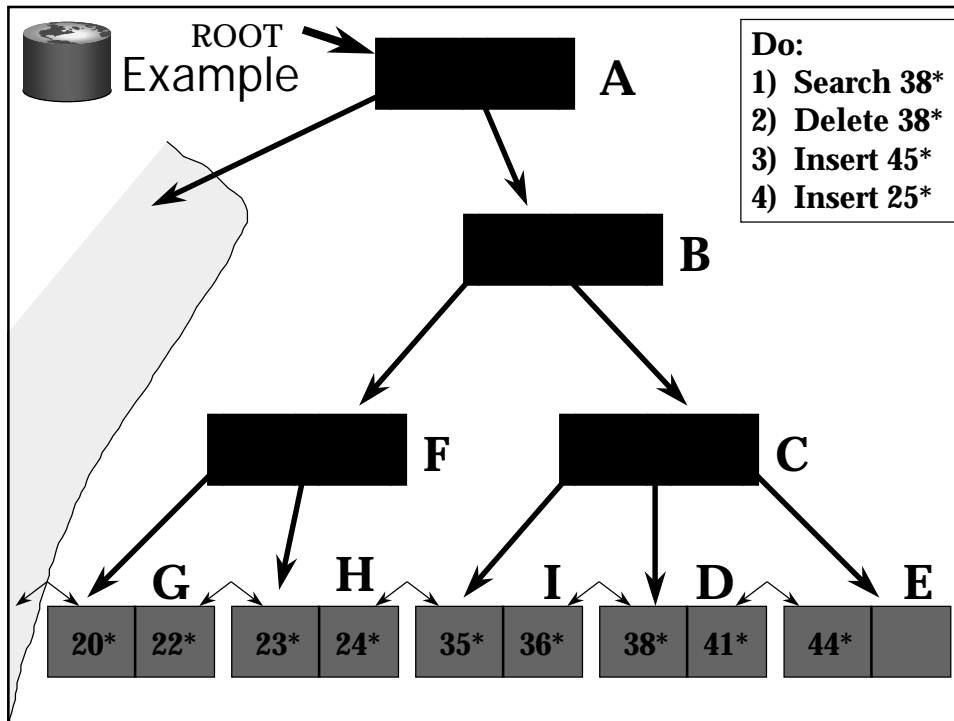 ROOT
Example
A
Do:
1) Search 38*
2) Delete 38*
3) Insert 45*
4) Insert 25*
B
F
C
G
H
I
D
E
20* 22* 23* 24* 35* 36* 38* 41* 44*